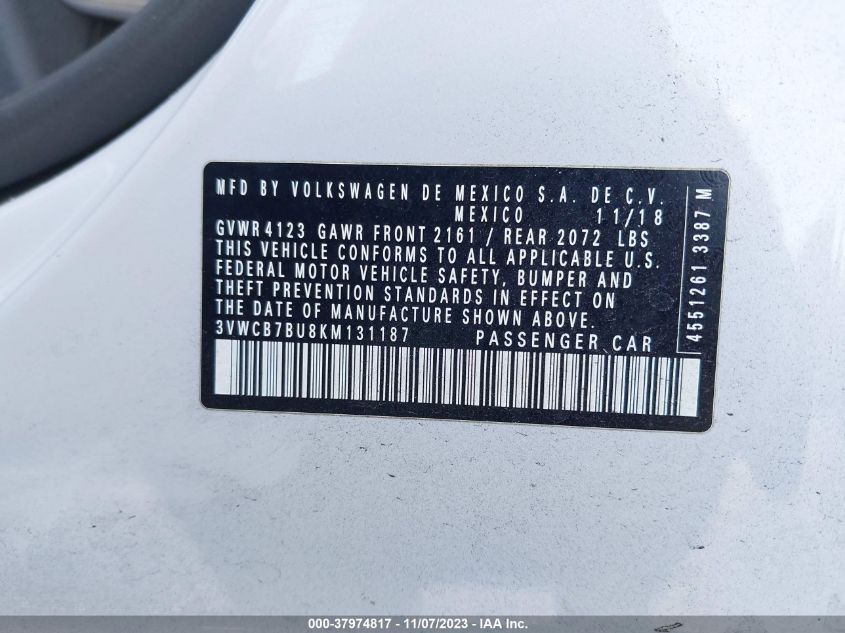 MFD BY VOLKSWAGEN DE MEXICO S.A. DE C.V.
MEXICO 11/18
GVWR 4123 GAWR FRONT 2161 / REAR 2072 LBS
THIS VEHICLE CONFORMS TO ALL APPLICABLE U.S.
FEDERAL MOTOR VEHICLE SAFETY, BUMPER AND
THEFT PREVENTION STANDARDS IN EFFECT ON
THE DATE OF MANUFACTURE SHOWN ABOVE.
3VWCB7BU8KM131187 PASSENGER CAR
4551261 3387 M
000-37974817 - 11/07/2023 - IAA Inc.